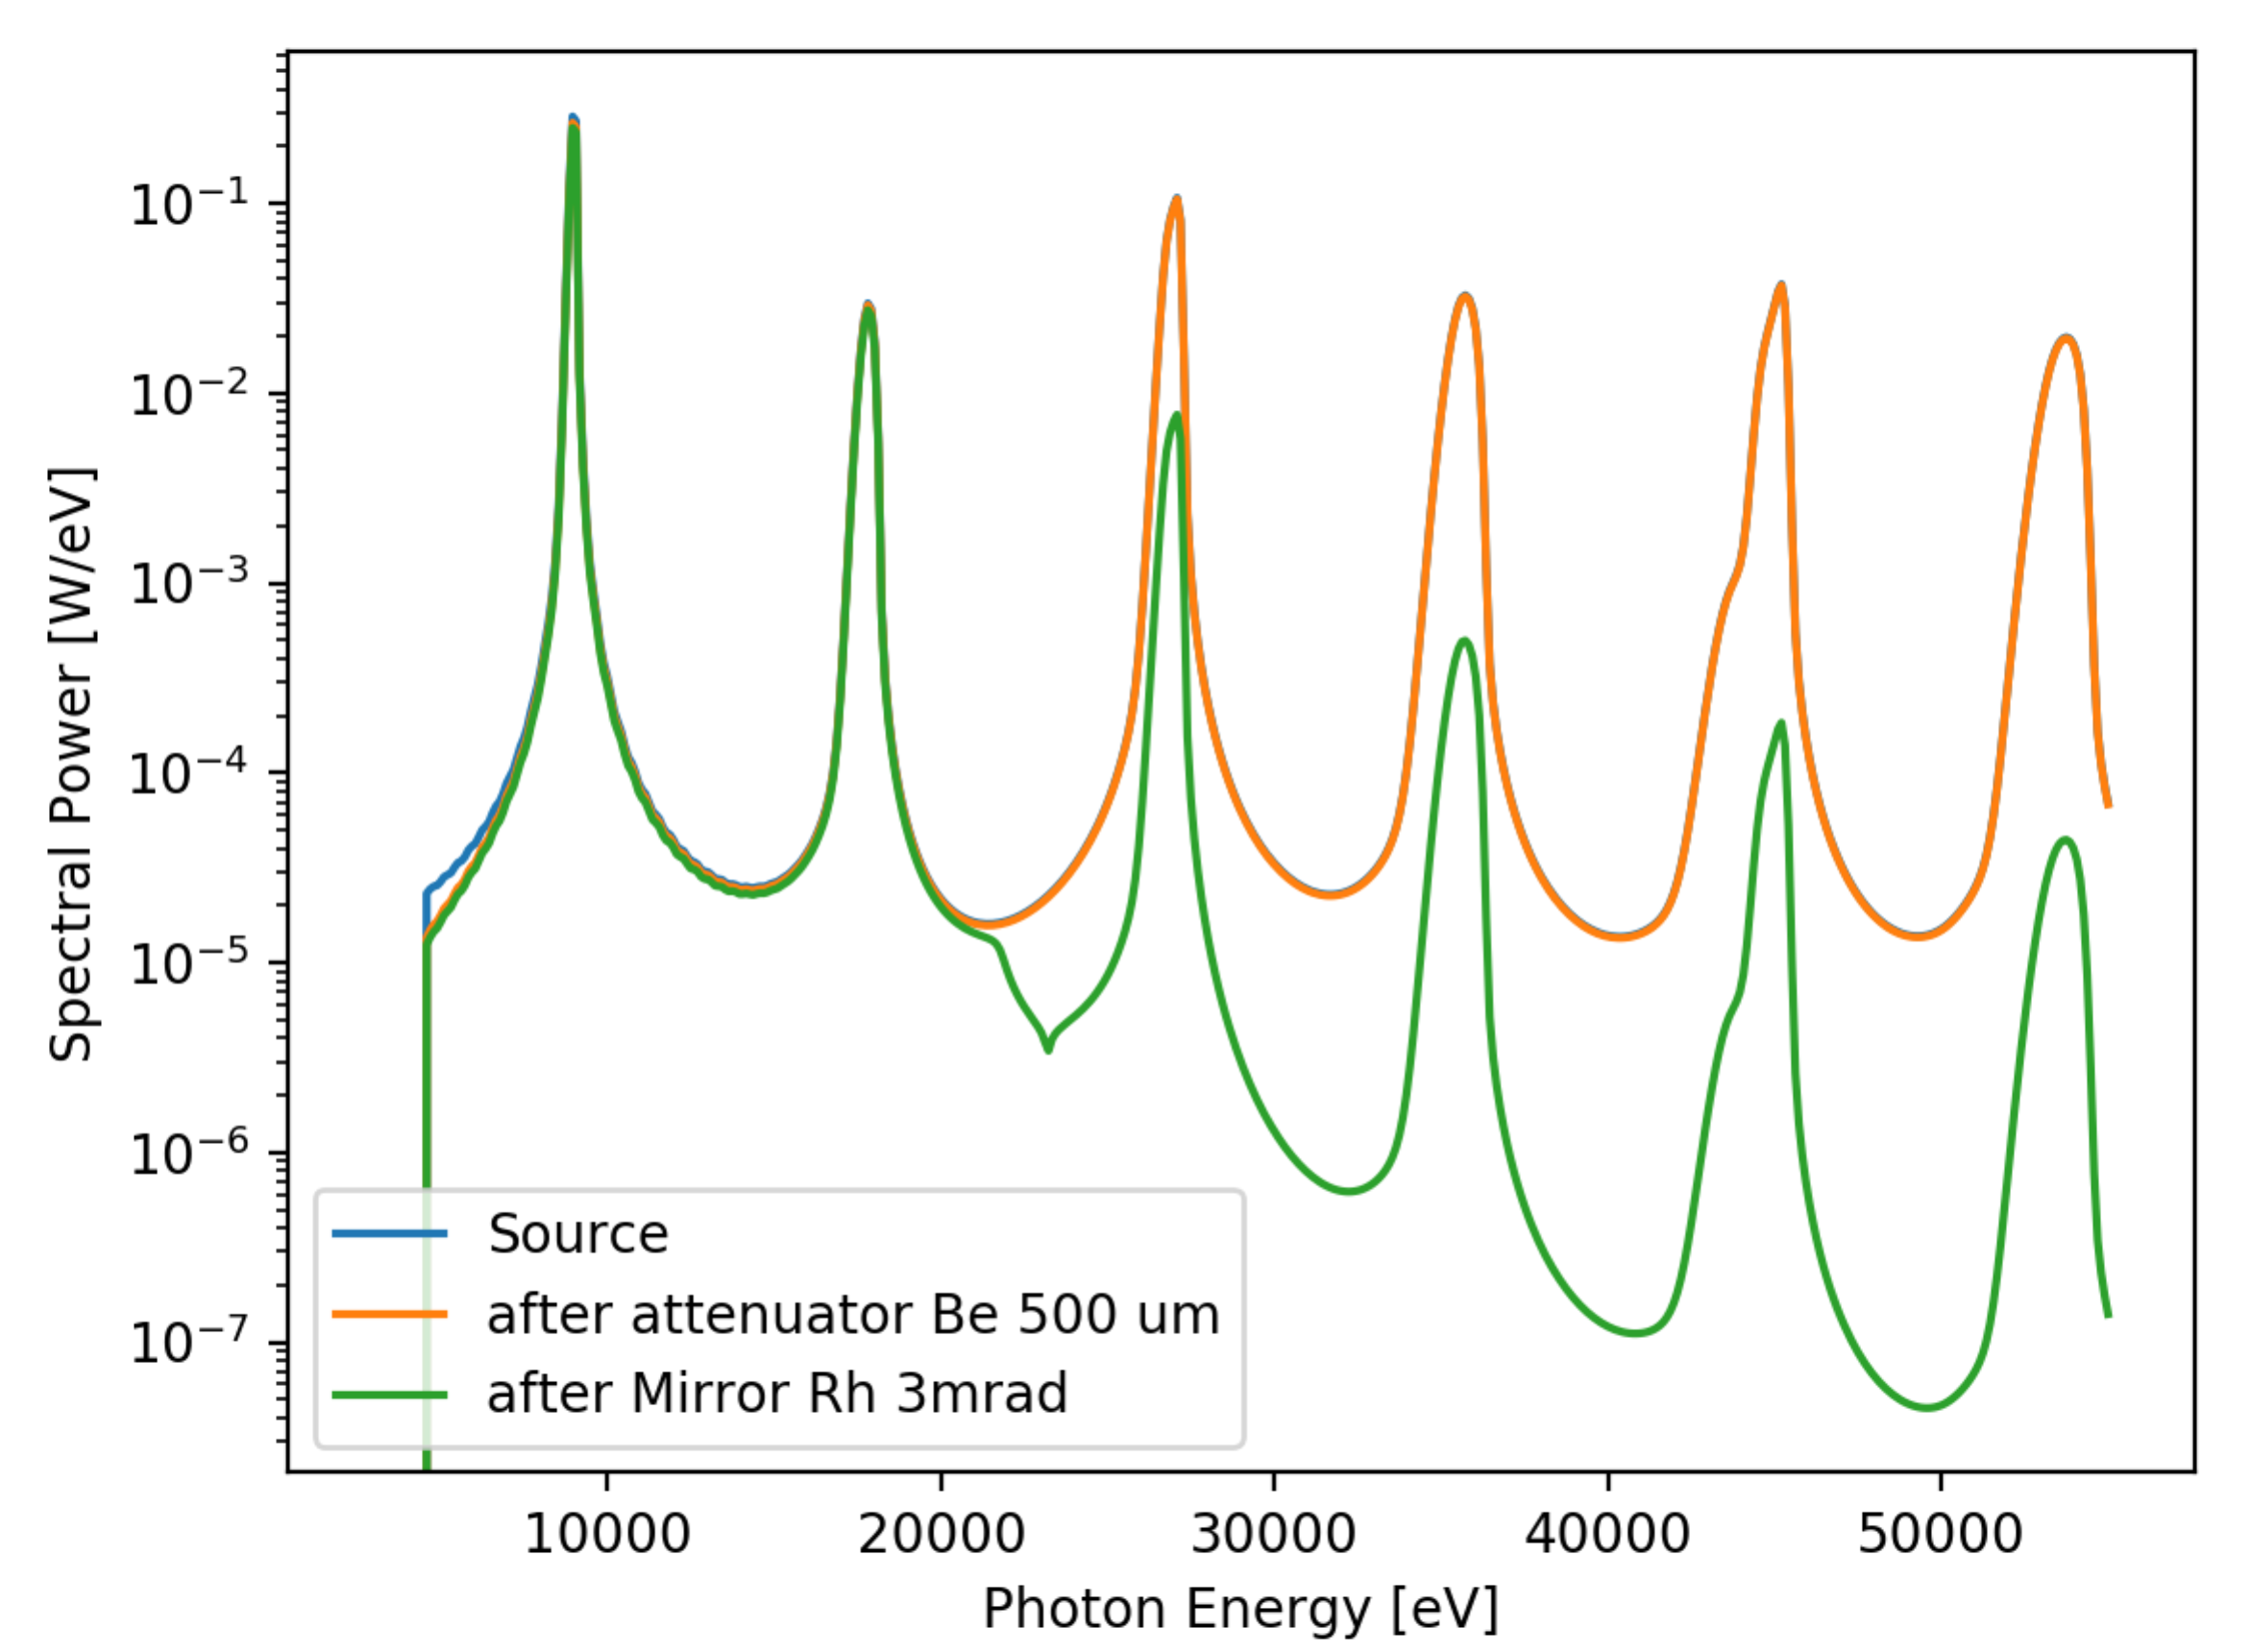 10⁻¹
10⁻²
10⁻³
10⁻⁴
10⁻⁵
10⁻⁶
10⁻⁷
Spectral Power [W/eV]
Source
after attenuator Be 500 um
after Mirror Rh 3mrad
10000 20000 30000 40000 50000
Photon Energy [eV]